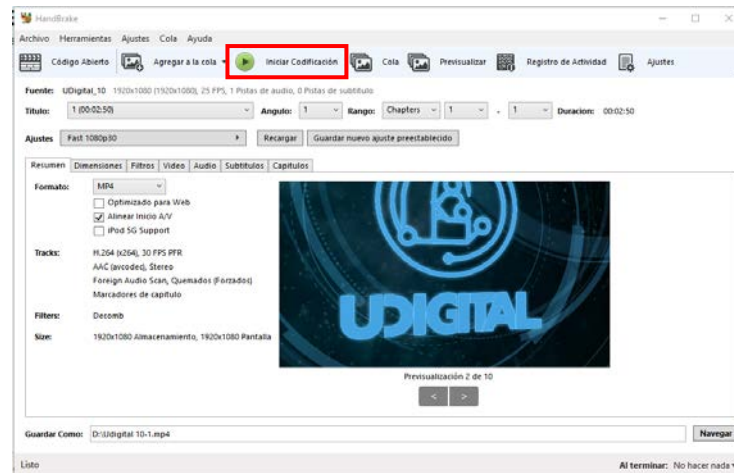 HandBrake
Archivo Herramientas Ajustes Cola Ayuda
Código Abierto Agregar a la cola Iniciar Codificación Cola Previsualizar Registro de Actividad Ajustes
Fuente: UDigital_10 1920x1080 (1920x1080), 25 FPS, 1 Pistas de audio, 0 Pistas de subtitulo
Titulo: 1 (00:02:50) Angulo: 1 Rango: Chapters 1 - 1 Duracion: 00:02:50
Ajustes Fast 1080p30 Recargar Guardar nuevo ajuste preestablecido
Resumen Dimensiones Filtros Video Audio Subtitulos Capitulos
Formato: MP4
Optimizado para Web
Alinear Inicio A/V
iPod 5G Support
Tracks: H.264 (x264), 30 FPS PFR
AAC (avcodec), Stereo
Foreign Audio Scan, Quemados (Forzados)
Marcadores de capitulo
Filters: Decomb
Size: 1920x1080 Almacenamiento, 1920x1080 Pantalla
UDIGITAL
Previsualización 2 de 10
< >
Guardar Como: D:\Udigital 10-1.mp4 Navegar
Listo Al terminar: No hacer nada